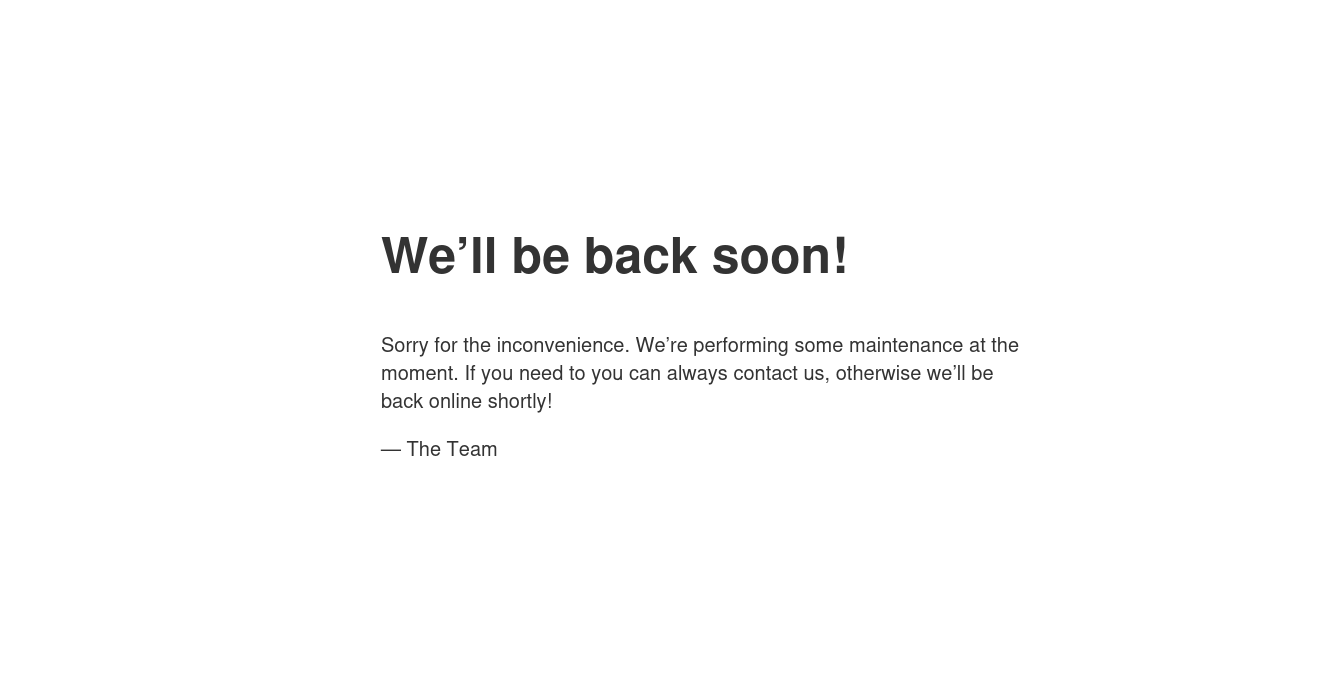 We’ll be back soon!
Sorry for the inconvenience. We’re performing some maintenance at the
moment. If you need to you can always contact us, otherwise we’ll be
back online shortly!
— The Team